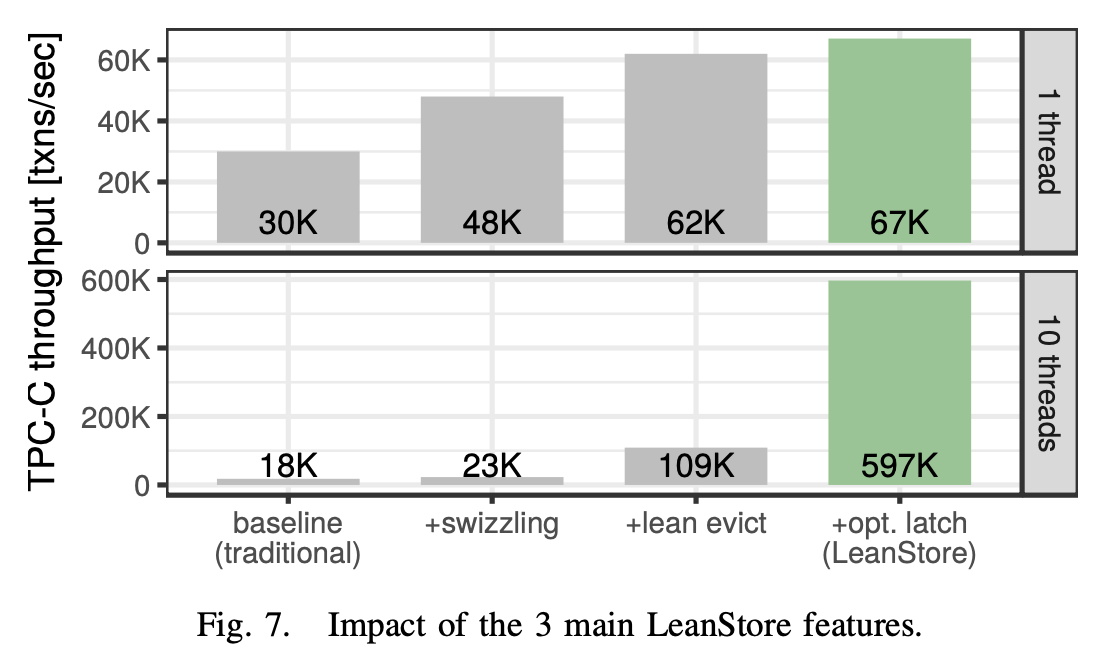 TPC-C throughput [txns/sec]
60K
40K
20K
0
30K
48K
62K
67K
1 thread
600K
400K
200K
0
18K
23K
109K
597K
10 threads
baseline
(traditional)
+swizzling
+lean evict
+opt. latch
(LeanStore)
Fig. 7. Impact of the 3 main LeanStore features.